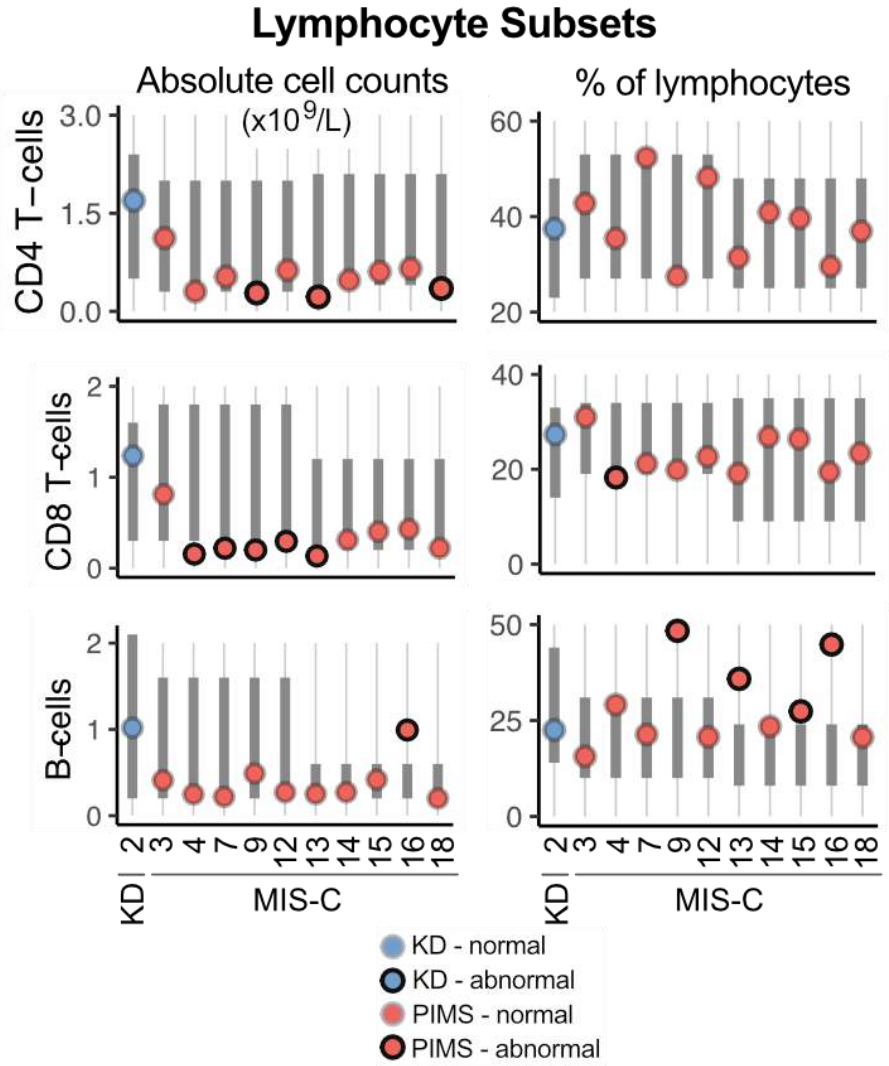 Lymphocyte Subsets
Absolute cell counts
(x10⁹/L)
% of lymphocytes
CD4 T-cells
3.0
1.5
0.0
60
40
20
CD8 T-cells
2
1
0
40
20
0
B-cells
2
1
0
50
25
0
2 3 4 7 9 12 13 14 15 16 18
2 3 4 7 9 12 13 14 15 16 18
KD MIS-C
KD MIS-C
KD - normal
KD - abnormal
PIMS - normal
PIMS - abnormal